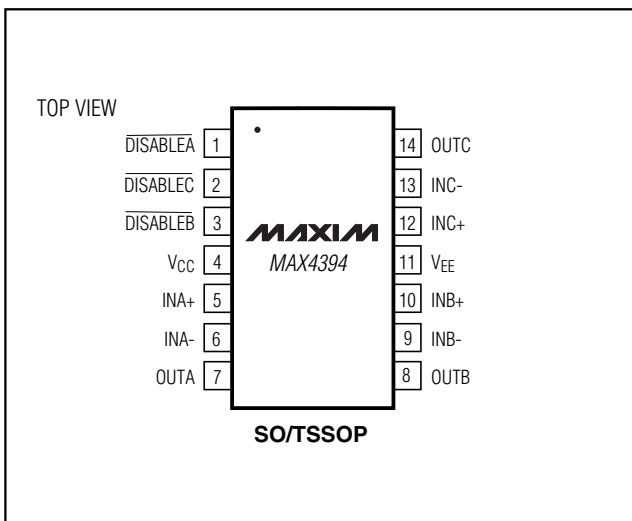 TOP VIEW
DISABLEA 1
DISABLEC 2
DISABLEB 3
VCC 4
INA+ 5
INA- 6
OUTA 7
MAXIM
MAX4394
14 OUTC
13 INC-
12 INC+
11 VEE
10 INB+
9 INB-
8 OUTB
SO/TSSOP